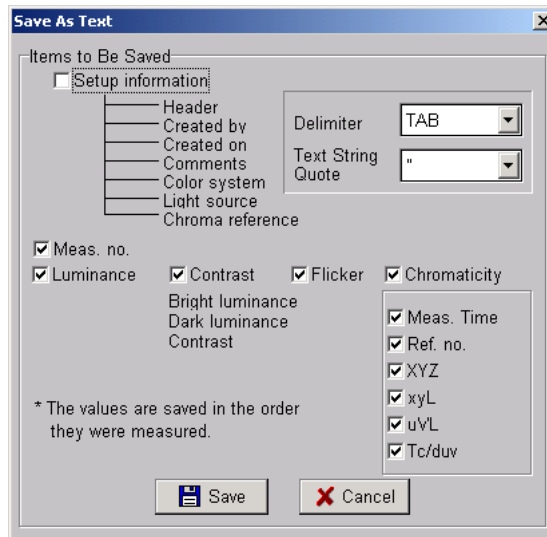 Save As Text
Items to Be Saved
Setup information
Header
Created by
Created on
Comments
Color system
Light source
Chroma reference
Delimiter TAB
Text String
Quote "
Meas. no.
Luminance Contrast Flicker Chromaticity
Bright luminance
Dark luminance
Contrast
Meas. Time
Ref. no.
XYZ
xyL
u'v'L
Tc/duv
* The values are saved in the order
they were measured.
Save Cancel